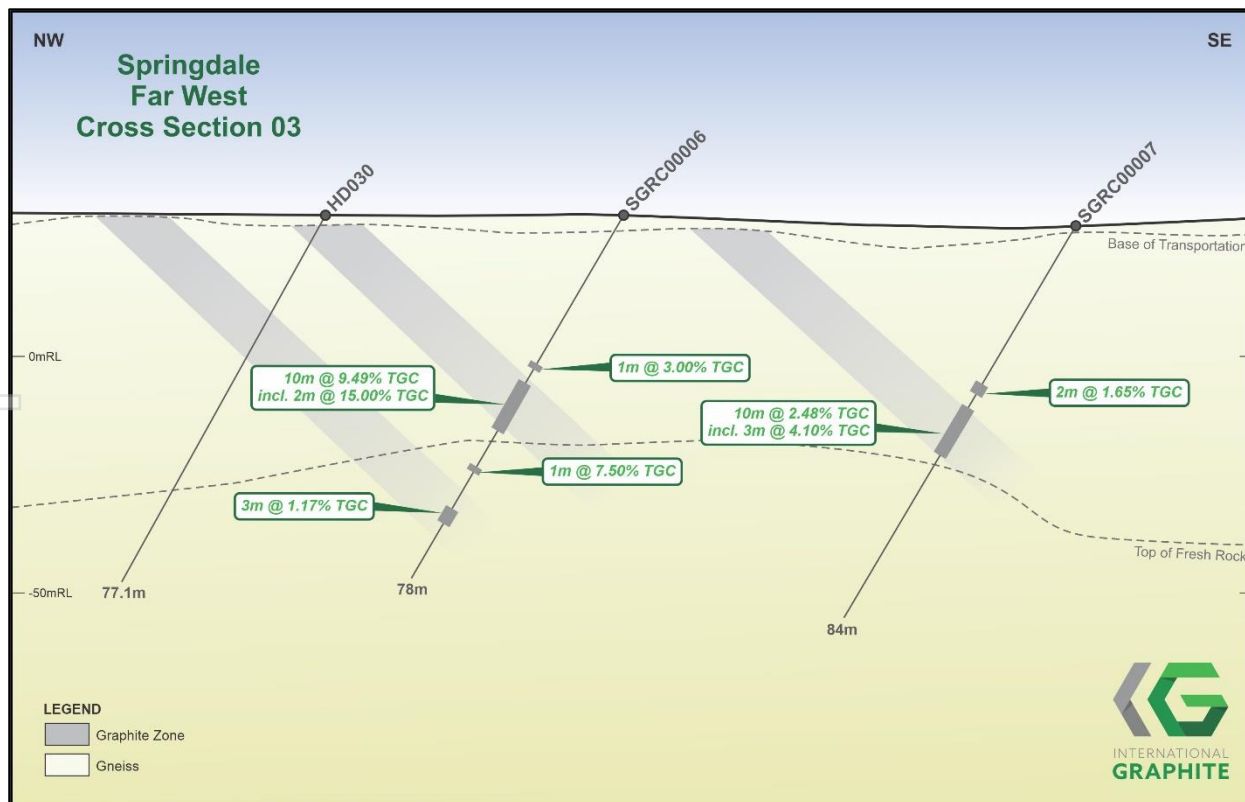 NW
SE
Springdale
Far West
Cross Section 03
HD030
SGRC00006
SGRC00007
Base of Transportation
0mRL
1m @ 3.00% TGC
10m @ 9.49% TGC
incl. 2m @ 15.00% TGC
2m @ 1.65% TGC
10m @ 2.48% TGC
incl. 3m @ 4.10% TGC
1m @ 7.50% TGC
3m @ 1.17% TGC
Top of Fresh Rock
-50mRL
77.1m
78m
84m
LEGEND
Graphite Zone
Gneiss
INTERNATIONAL
GRAPHITE